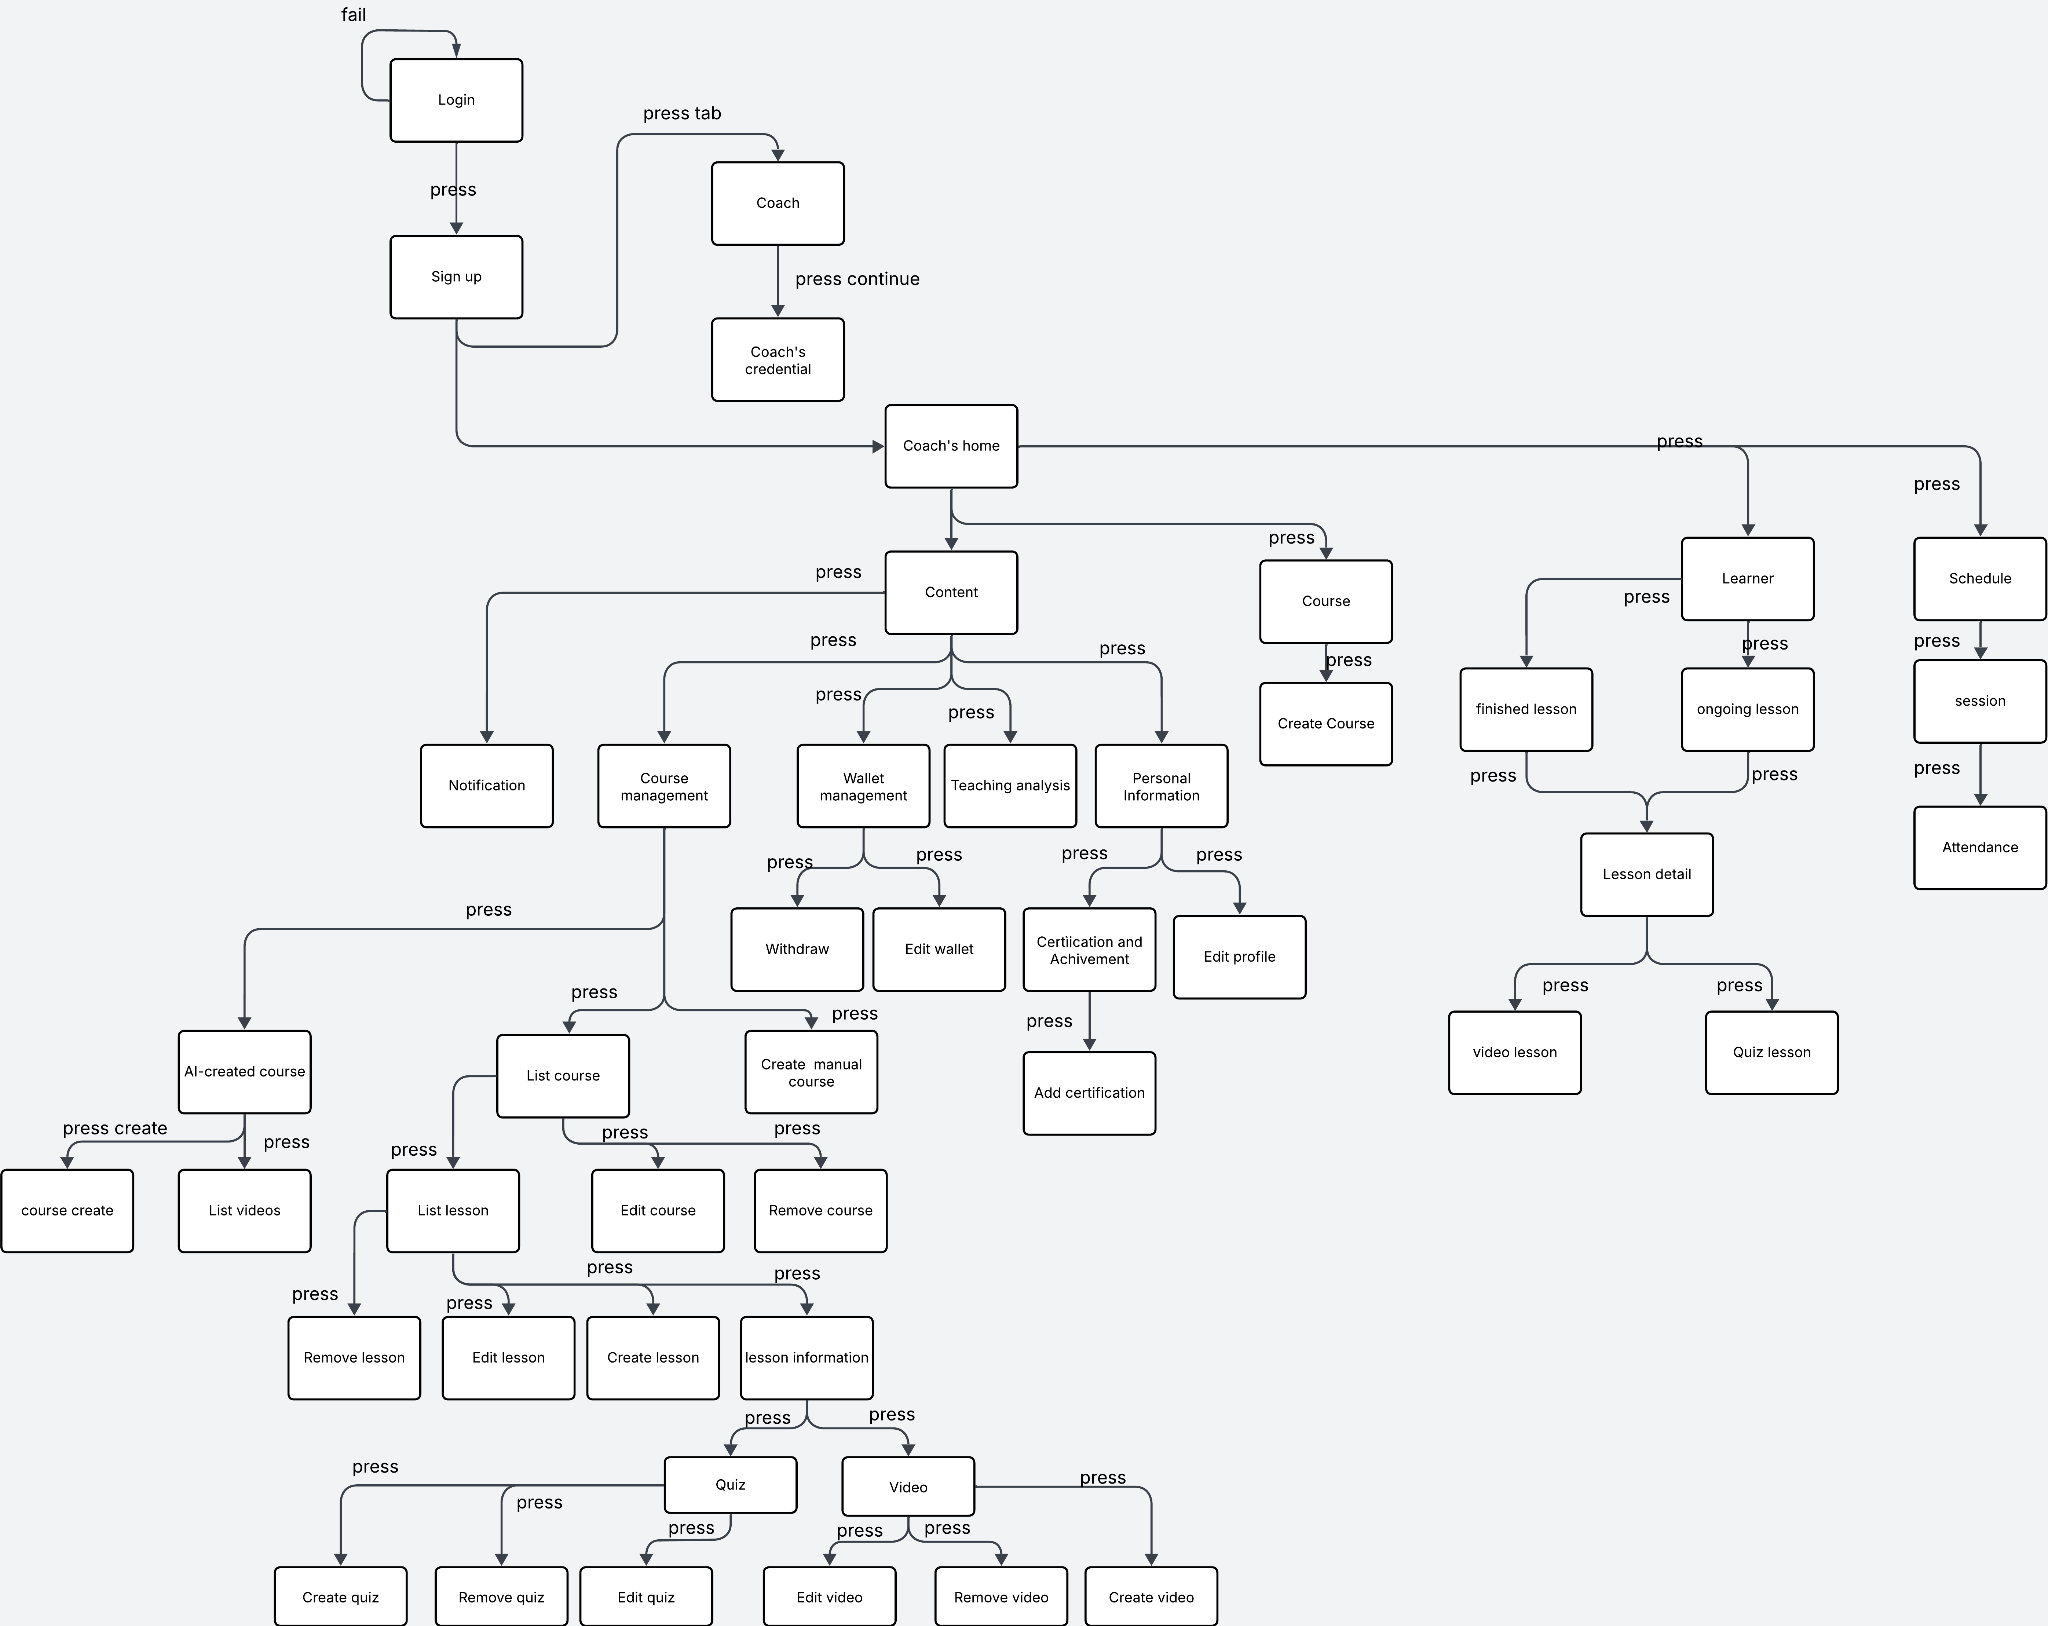 fail
Login
press tab
press
Coach
Sign up
press continue
Coach's
credential
Coach's home
press
press
press
press
Content
Course
Learner
Schedule
press
press
press
press
press
press
press
press
press
finished lesson
ongoing lesson
session
Create Course
Notification
Course
management
Wallet
management
Teaching analysis
Personal
Information
press
press
press
press
press
press
press
Lesson detail
Attendance
press
Withdraw
Edit wallet
Certìication and
Achivement
Edit profile
press
press
press
press
press
AI-created course
List course
Create  manual
course
Add certification
video lesson
Quiz lesson
press create
press
press
press
press
course create
List videos
List lesson
Edit course
Remove course
press
press
press
press
Remove lesson
Edit lesson
Create lesson
lesson information
press
press
press
Quiz
Video
press
press
press
press
press
Create quiz
Remove quiz
Edit quiz
Edit video
Remove video
Create video